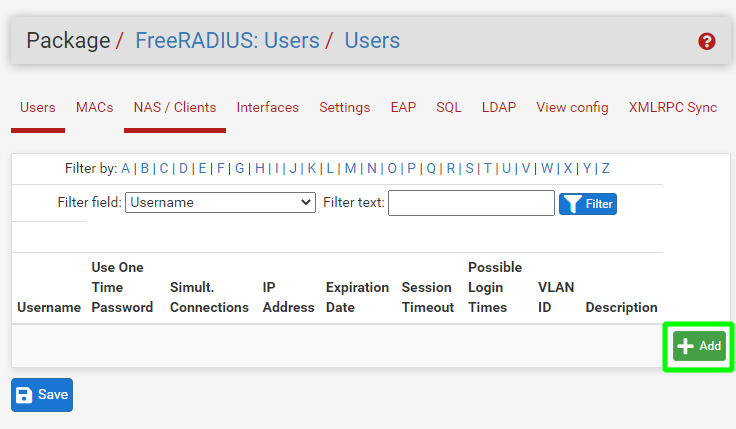 Package / FreeRADIUS: Users / Users
Users MACs NAS / Clients Interfaces Settings EAP SQL LDAP View config XMLRPC Sync
Filter by: A | B | C | D | E | F | G | H | I | J | K | L | M | N | O | P | Q | R | S | T | U | V | W | X | Y | Z
Filter field: Username Filter text: Filter
Username Use One Time Password Simult. Connections IP Address Expiration Date Session Timeout Possible Login Times VLAN ID Description
Add
Save